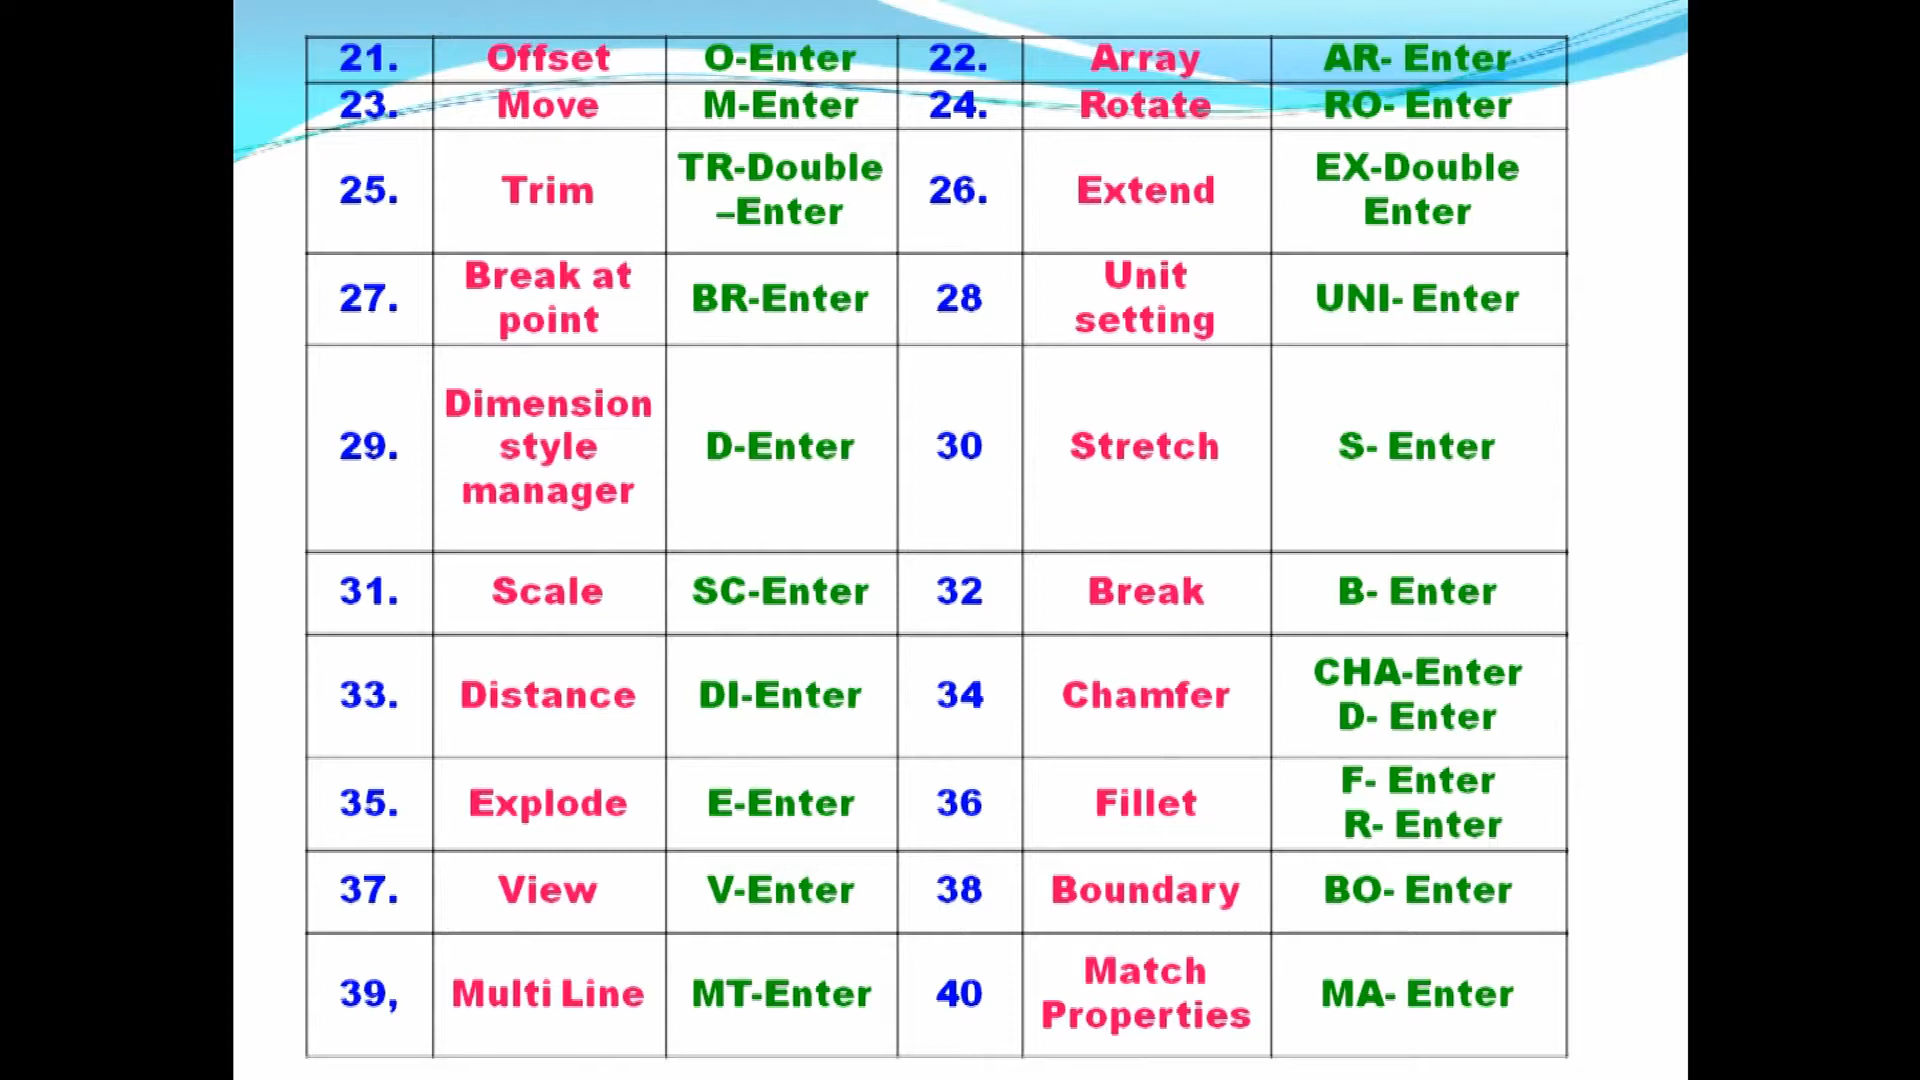 21. Offset O-Enter 22. Array AR- Enter
23. Move M-Enter 24. Rotate RO- Enter
25. Trim TR-Double
–Enter 26. Extend EX-Double
Enter
27. Break at
point BR-Enter 28 Unit
setting UNI- Enter
29. Dimension
style
manager D-Enter 30 Stretch S- Enter
31. Scale SC-Enter 32 Break B- Enter
33. Distance DI-Enter 34 Chamfer CHA-Enter
D- Enter
35. Explode E-Enter 36 Fillet F- Enter
R- Enter
37. View V-Enter 38 Boundary BO- Enter
39, Multi Line MT-Enter 40 Match
Properties MA- Enter